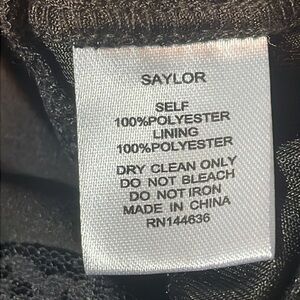 SAYLOR
SELF
100%POLYESTER
LINING
100%POLYESTER
DRY CLEAN ONLY
DO NOT BLEACH
DO NOT IRON
MADE IN CHINA
RN144636